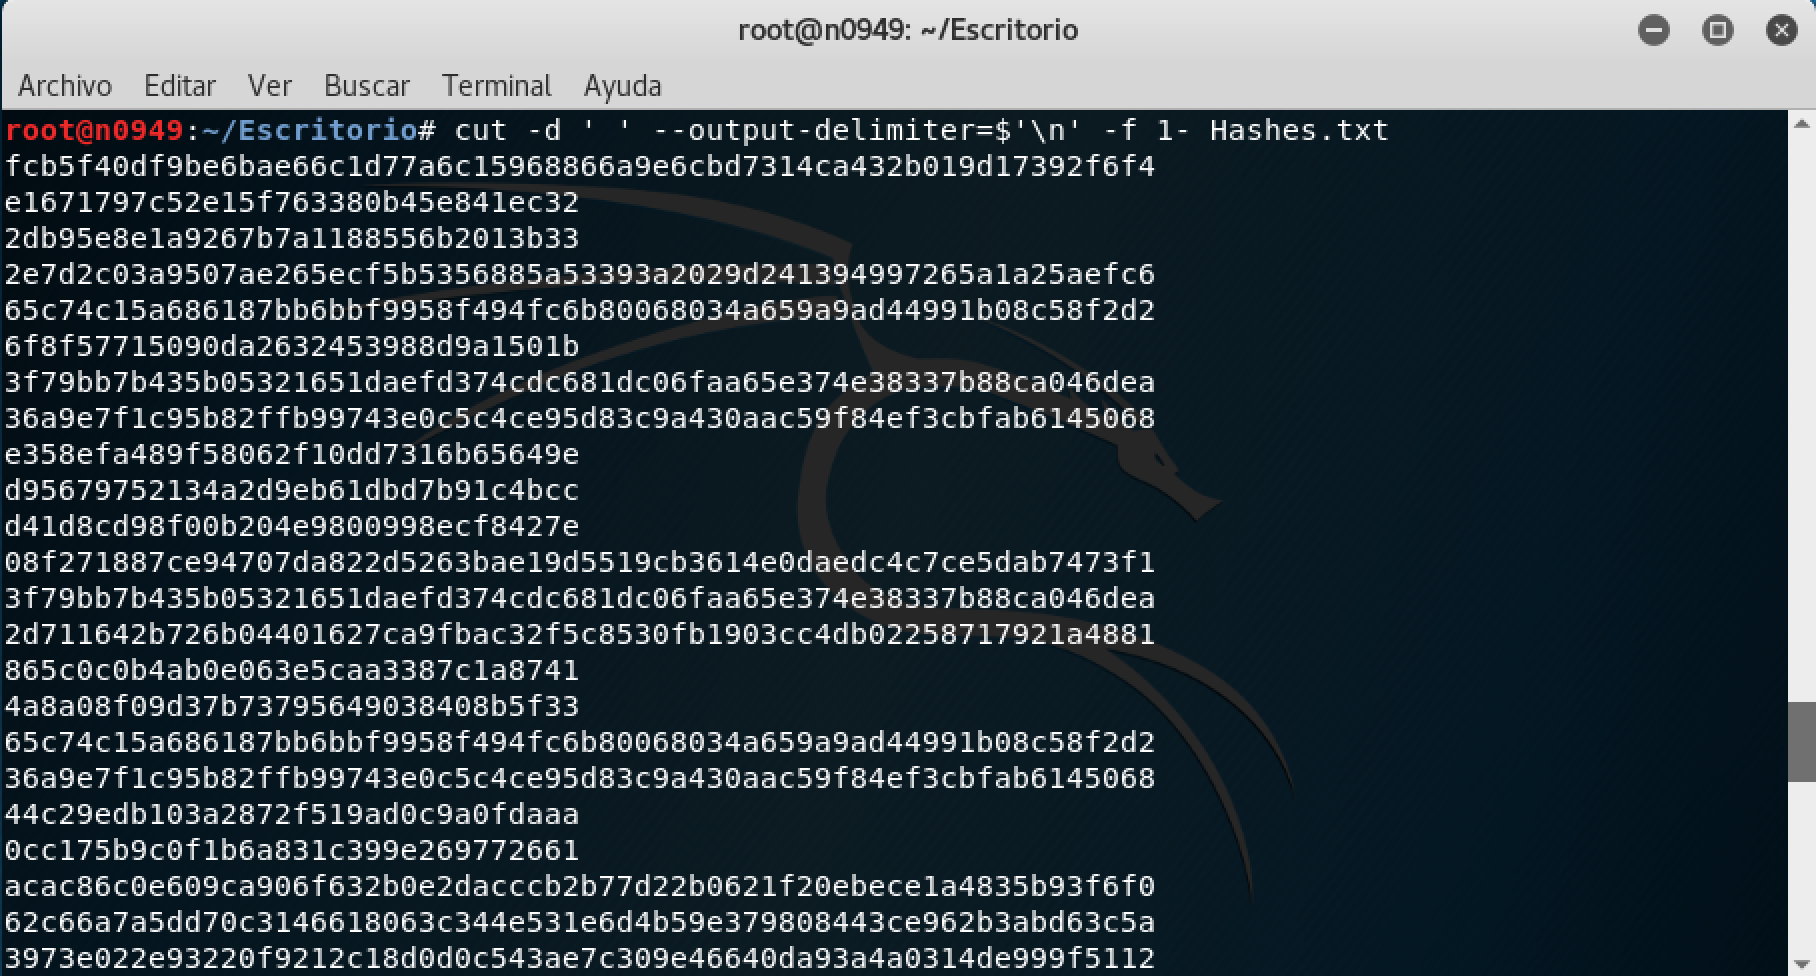 root@n0949: ~/Escritorio
Archivo Editar Ver Buscar Terminal Ayuda
root@n0949:~/Escritorio# cut -d ' ' --output-delimiter=$'\n' -f 1- Hashes.txt
fcb5f40df9be6bae66c1d77a6c15968866a9e6cbd7314ca432b019d17392f6f4
e1671797c52e15f763380b45e841ec32
2db95e8e1a9267b7a1188556b2013b33
2e7d2c03a9507ae265ecf5b5356885a53393a2029d241394997265a1a25aefc6
65c74c15a686187bb6bbf9958f494fc6b80068034a659a9ad44991b08c58f2d2
6f8f57715090da2632453988d9a1501b
3f79bb7b435b05321651daefd374cdc681dc06faa65e374e38337b88ca046dea
36a9e7f1c95b82ffb99743e0c5c4ce95d83c9a430aac59f84ef3cbfab6145068
e358efa489f58062f10dd7316b65649e
d95679752134a2d9eb61dbd7b91c4bcc
d41d8cd98f00b204e9800998ecf8427e
08f271887ce94707da822d5263bae19d5519cb3614e0daedc4c7ce5dab7473f1
3f79bb7b435b05321651daefd374cdc681dc06faa65e374e38337b88ca046dea
2d711642b726b04401627ca9fbac32f5c8530fb1903cc4db02258717921a4881
865c0c0b4ab0e063e5caa3387c1a8741
4a8a08f09d37b73795649038408b5f33
65c74c15a686187bb6bbf9958f494fc6b80068034a659a9ad44991b08c58f2d2
36a9e7f1c95b82ffb99743e0c5c4ce95d83c9a430aac59f84ef3cbfab6145068
44c29edb103a2872f519ad0c9a0fdaaa
0cc175b9c0f1b6a831c399e269772661
acac86c0e609ca906f632b0e2dacccb2b77d22b0621f20ebece1a4835b93f6f0
62c66a7a5dd70c3146618063c344e531e6d4b59e379808443ce962b3abd63c5a
3973e022e93220f9212c18d0d0c543ae7c309e46640da93a4a0314de999f5112